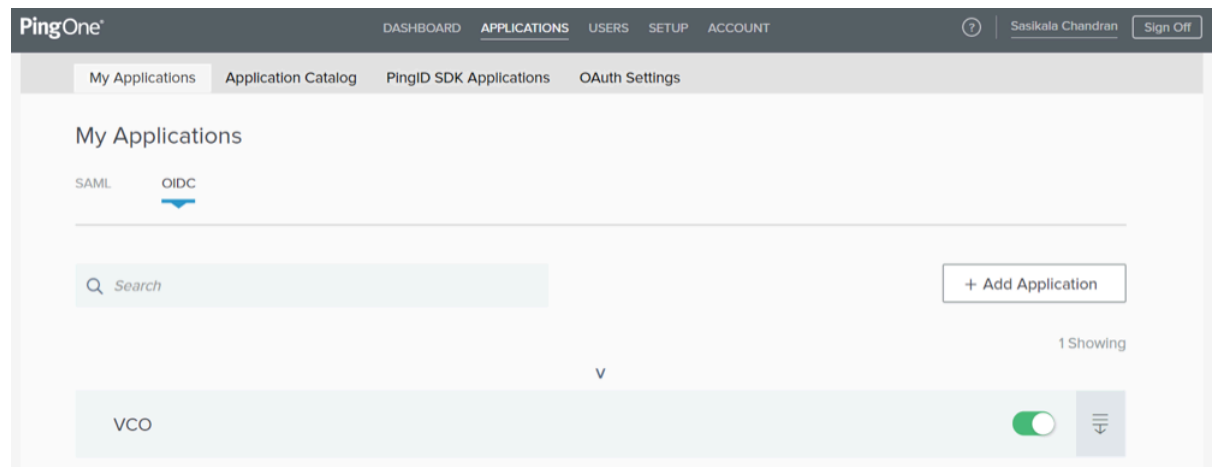 PingOne® DASHBOARD APPLICATIONS USERS SETUP ACCOUNT ? Sasikala Chandran Sign Off
My Applications Application Catalog PingID SDK Applications OAuth Settings
My Applications
SAML OIDC
Search + Add Application
1 Showing
V
VCO